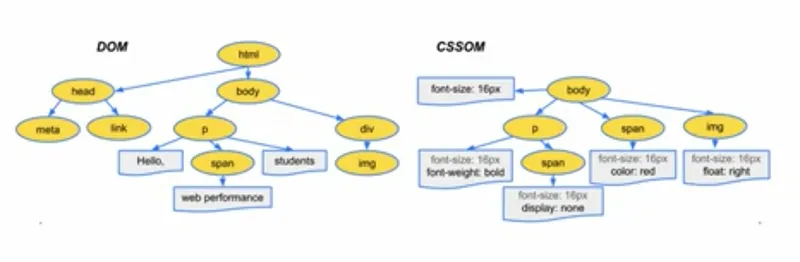 DOM
html
head
body
meta
link
p
div
Hello,
span
students
img
web performance
CSSOM
font-size: 16px
body
p
span
img
font-size: 16px
font-weight: bold
span
font-size: 16px
color: red
font-size: 16px
float: right
font-size: 16px
display: none